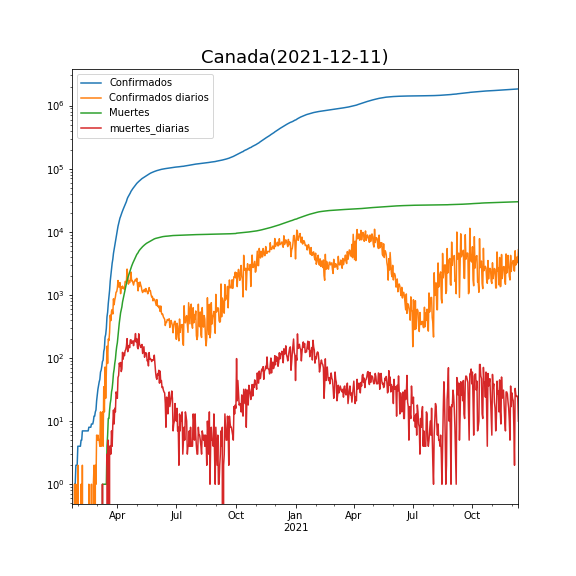 Canada(2021-12-11)
Confirmados
Confirmados diarios
Muertes
muertes_diarias
10^6
10^5
10^4
10^3
10^2
10^1
10^0
Apr Jul Oct Jan Apr Jul Oct
2021